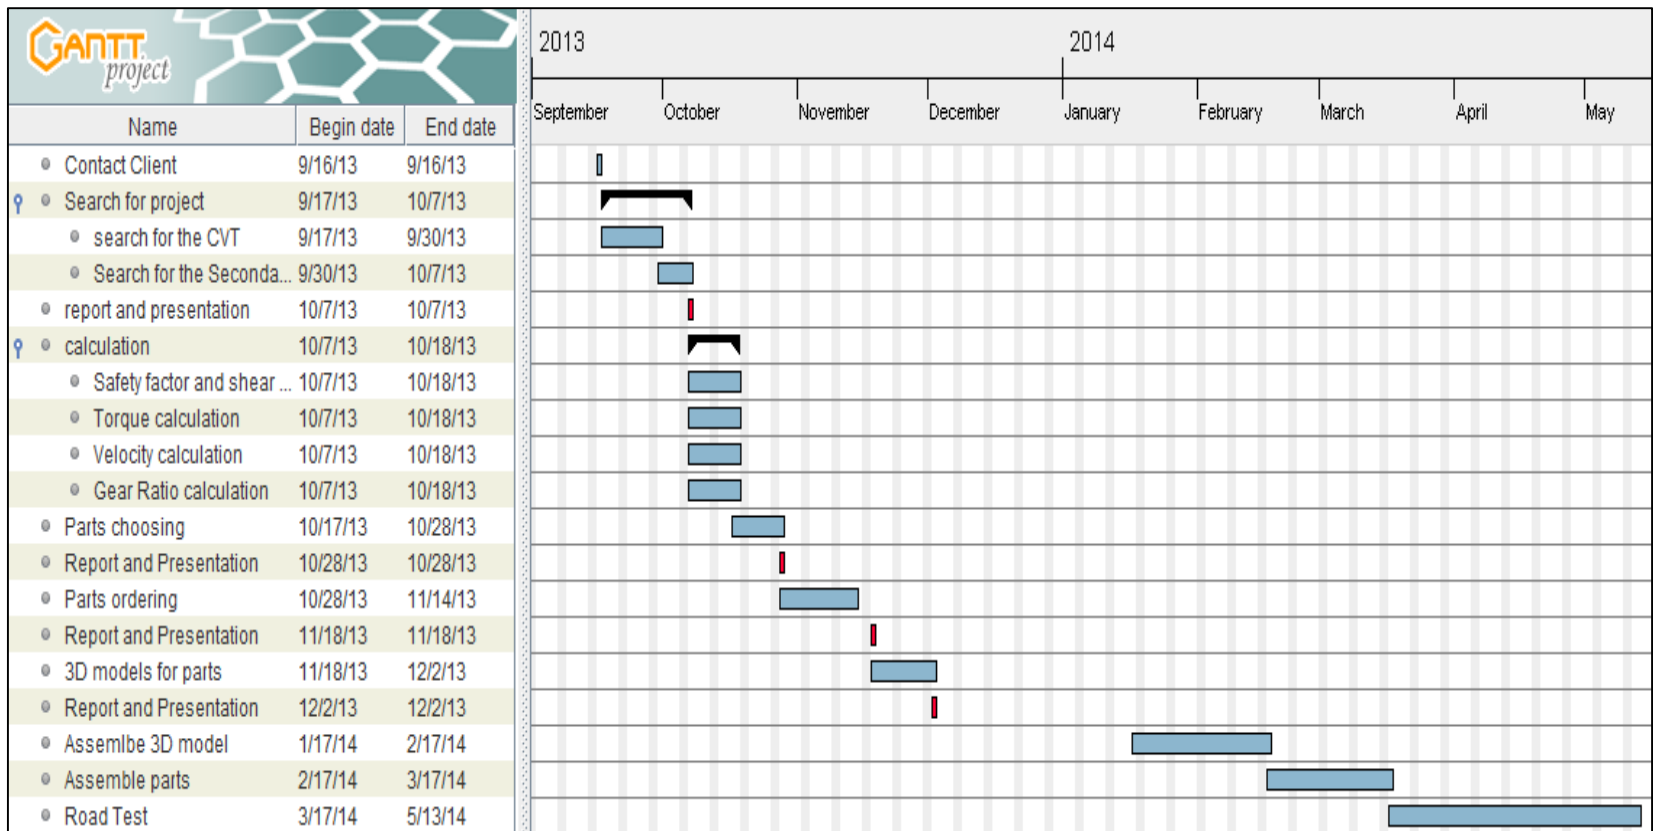 GANTT
project
2013 2014
September October November December January February March April May
Name Begin date End date
Contact Client 9/16/13 9/16/13
Search for project 9/17/13 10/7/13
search for the CVT 9/17/13 9/30/13
Search for the Seconda... 9/30/13 10/7/13
report and presentation 10/7/13 10/7/13
calculation 10/7/13 10/18/13
Safety factor and shear ... 10/7/13 10/18/13
Torque calculation 10/7/13 10/18/13
Velocity calculation 10/7/13 10/18/13
Gear Ratio calculation 10/7/13 10/18/13
Parts choosing 10/17/13 10/28/13
Report and Presentation 10/28/13 10/28/13
Parts ordering 10/28/13 11/14/13
Report and Presentation 11/18/13 11/18/13
3D models for parts 11/18/13 12/2/13
Report and Presentation 12/2/13 12/2/13
Assemlbe 3D model 1/17/14 2/17/14
Assemble parts 2/17/14 3/17/14
Road Test 3/17/14 5/13/14